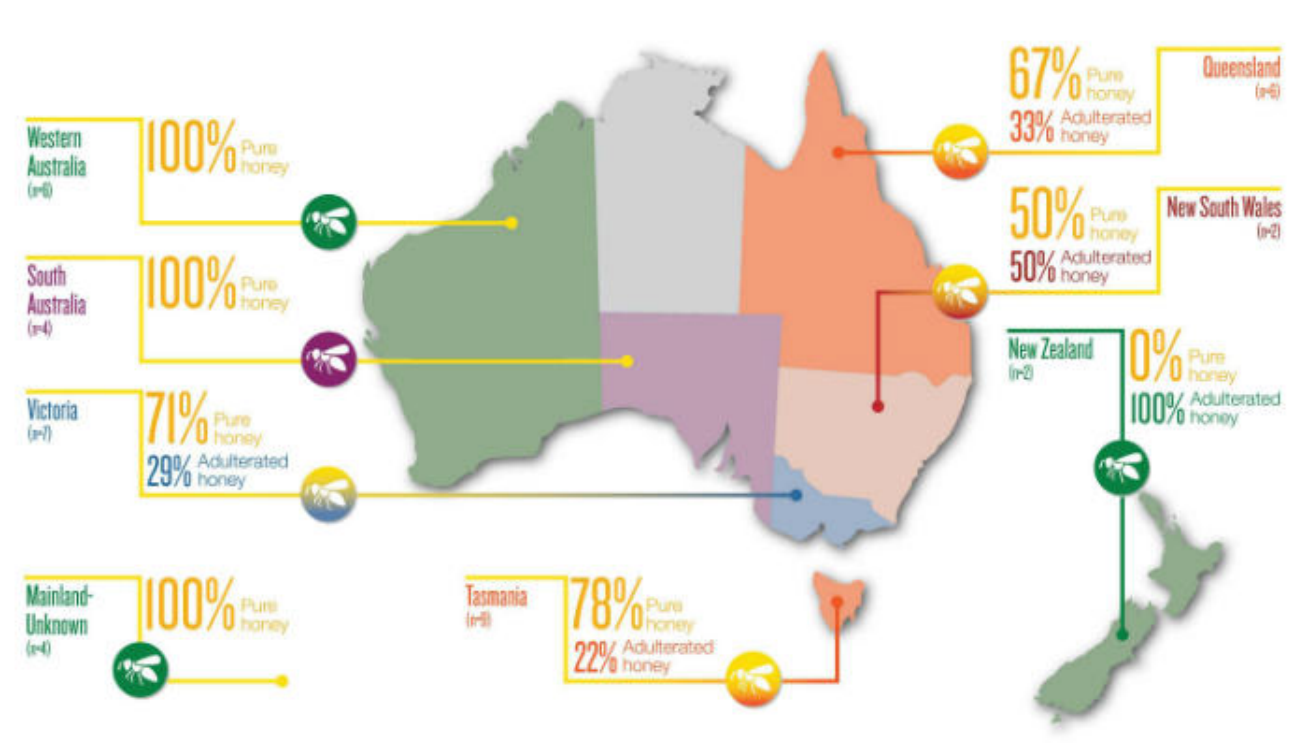 Western
Australia
(n=6)
100% Pure
honey
South
Australia
(n=4)
100% Pure
honey
Victoria
(n=7)
71% Pure
honey
29% Adulterated
honey
Mainland-
Unknown
(n=4)
100% Pure
honey
Tasmania
(n=9)
78% Pure
honey
22% Adulterated
honey
67% Pure
honey
33% Adulterated
honey
Queensland
(n=6)
50% Pure
honey
50% Adulterated
honey
New South Wales
(n=2)
New Zealand
(n=2)
0% Pure
honey
100% Adulterated
honey